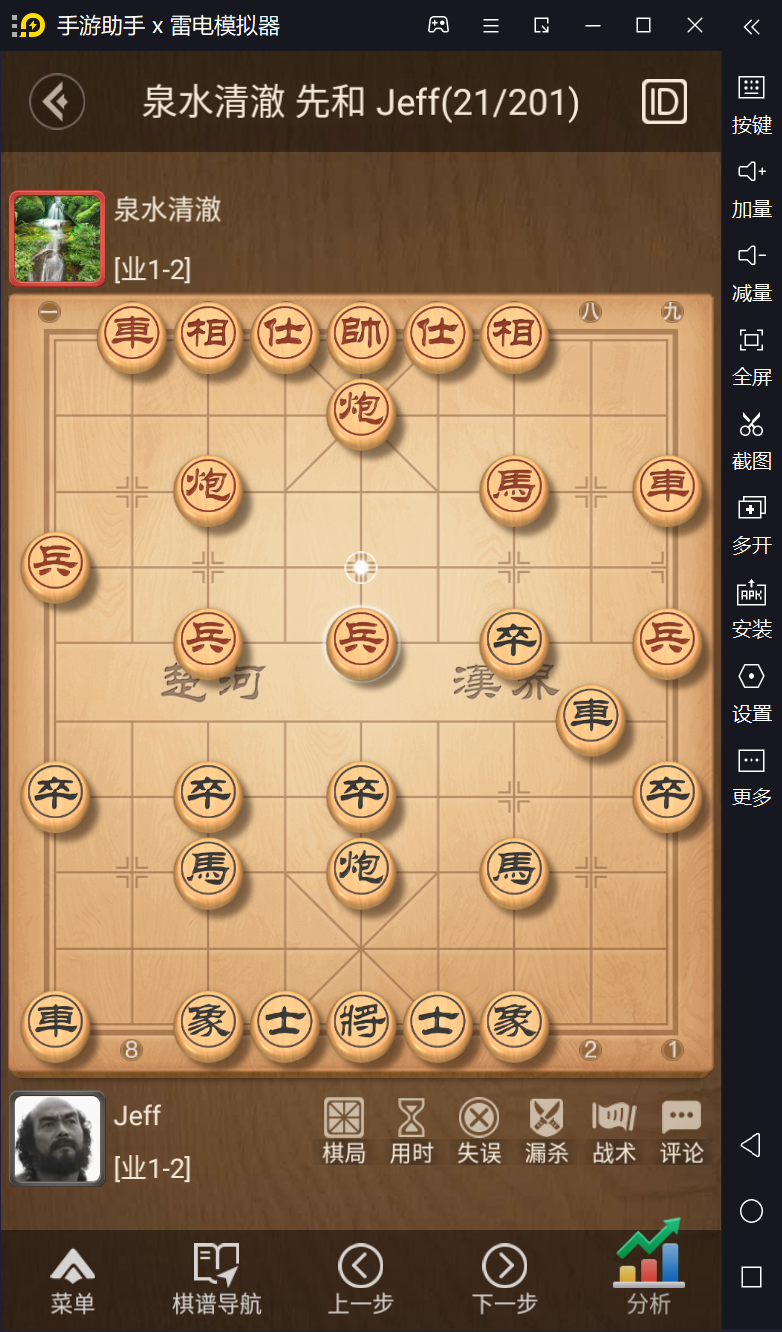 手游助手 x 雷电模拟器
泉水清澈 先和 Jeff(21/201)
ID
按键
加量
减量
全屏
截图
多开
APK
安装
设置
更多
泉水清澈
[业1-2]
一 八 九
車 相 仕 帥 仕 相
炮
炮 馬 車
兵
兵 兵 卒 兵
楚河 漢界
車
卒 卒 卒 卒
馬 炮 馬
車 象 士 將 士 象
8 2 1
Jeff
[业1-2]
棋局 用时 失误 漏杀 战术 评论
菜单 棋谱导航 上一步 下一步 分析